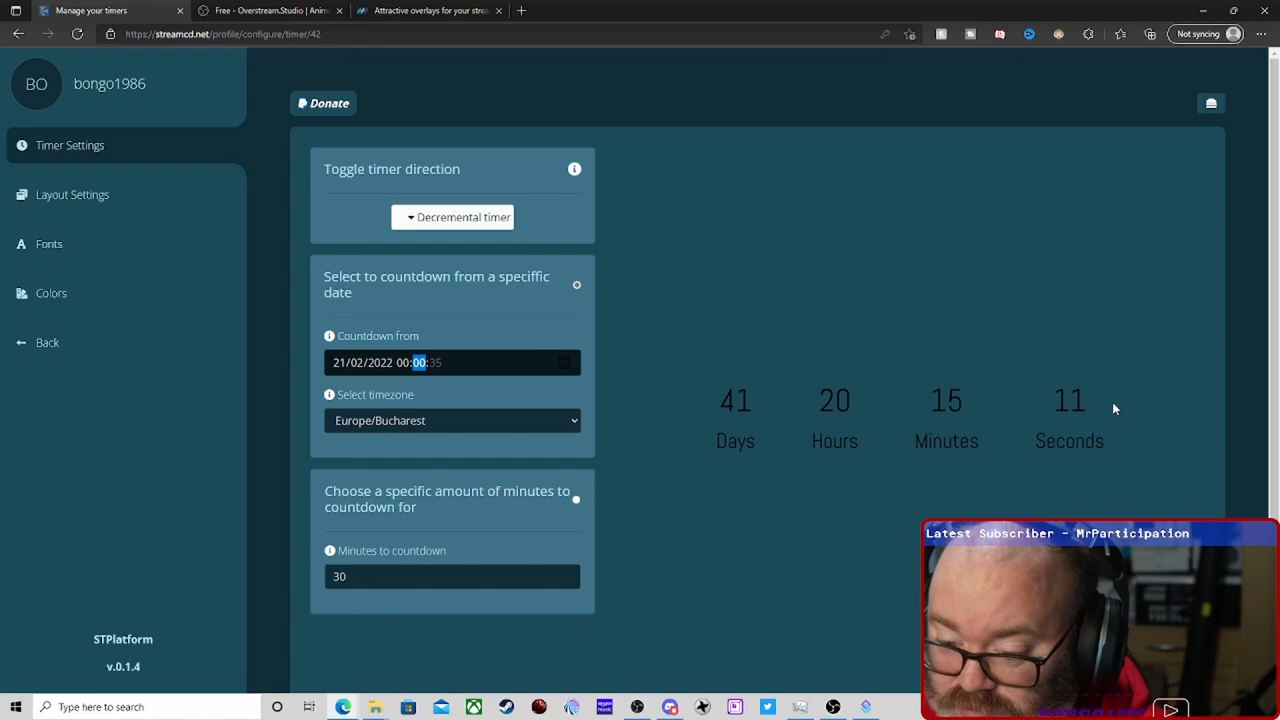 Manage your timers
Free - Overstream.Studio | Anim
Attractive overlays for your strea
https://streamcd.net/profile/configure/timer/42
Not syncing
BO
bongo1986
Donate
Timer Settings
Layout Settings
Fonts
Colors
Back
Toggle timer direction
Decremental timer
Select to countdown from a speciffic
date
Countdown from
21/02/2022 00:00:35
Select timezone
Europe/Bucharest
Choose a specific amount of minutes to
countdown for
Minutes to countdown
30
41 20 15 11
Days Hours Minutes Seconds
STPlatform
v.0.1.4
Latest Subscriber - MrParticipation
Type here to search